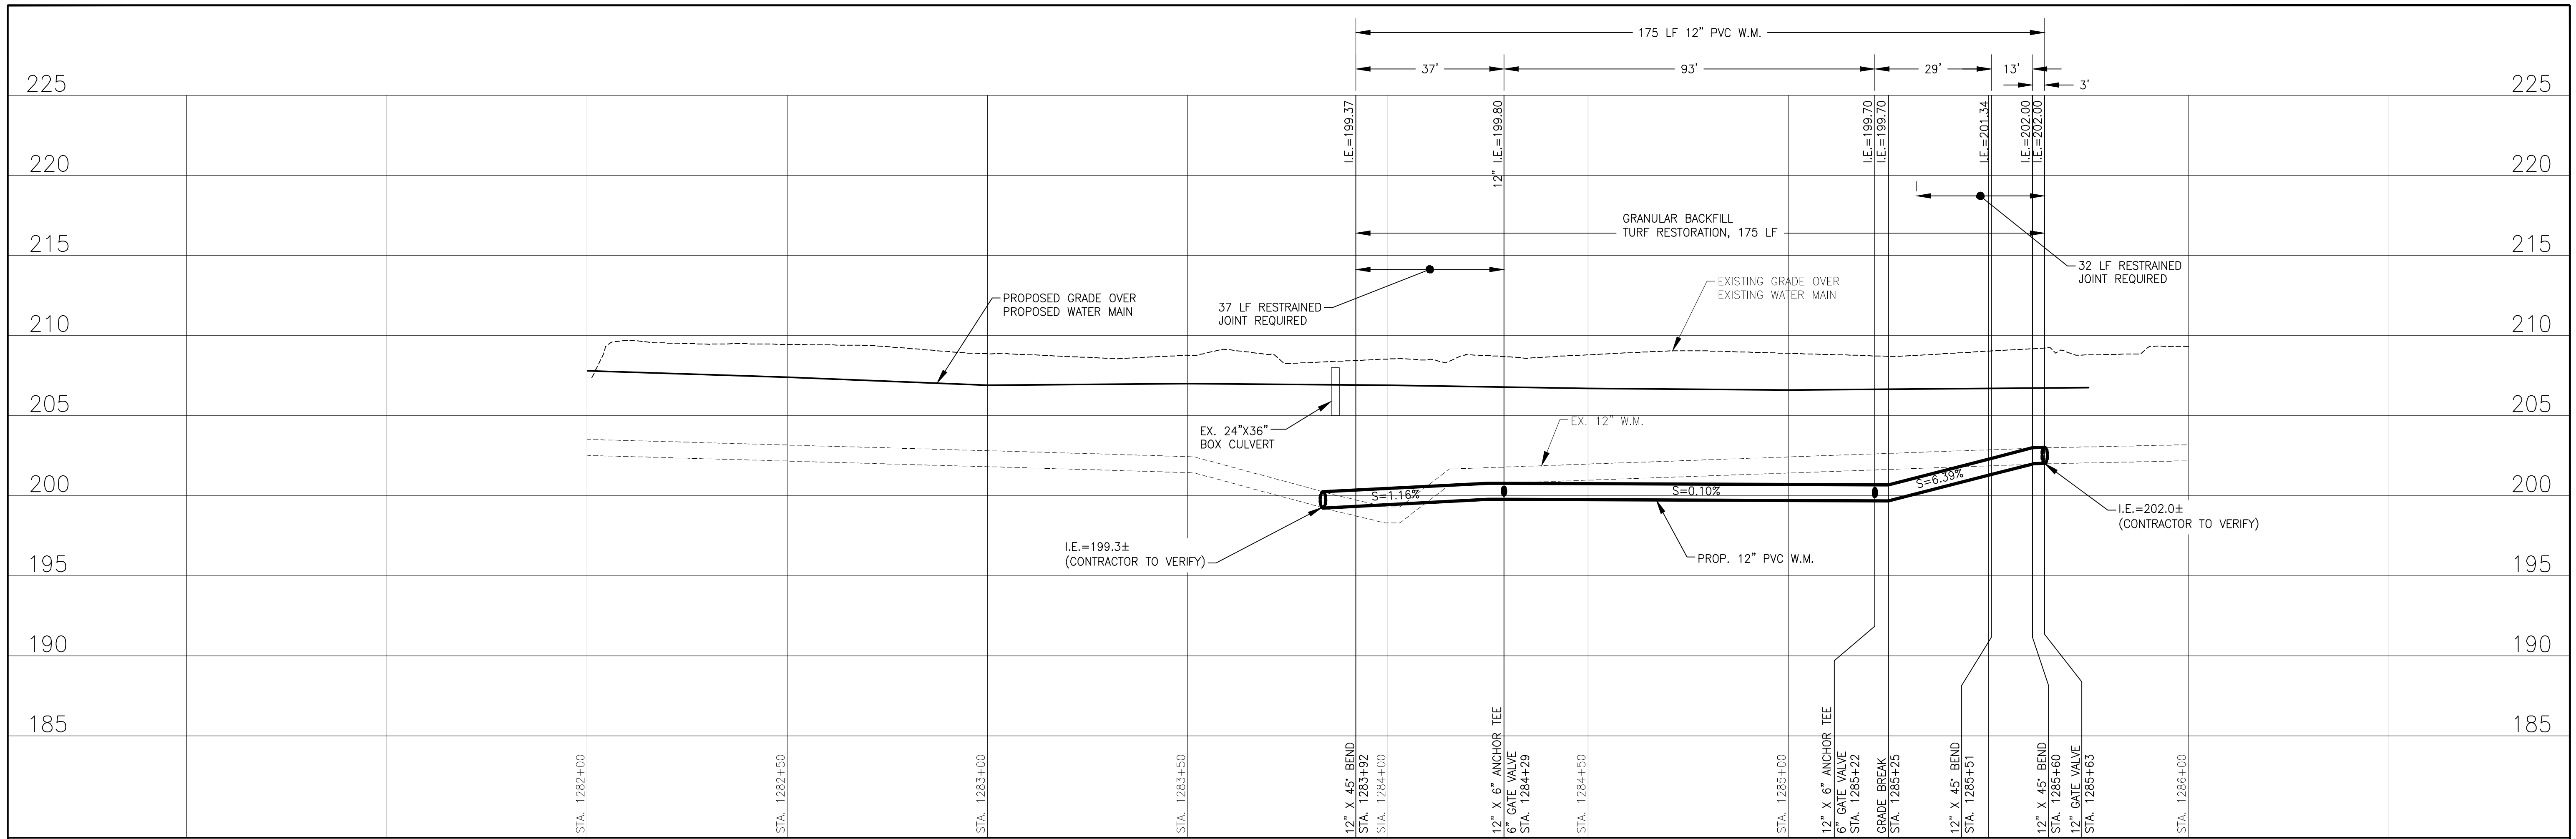 175 LF 12" PVC W.M.
37'
93'
29'
13'
3'
225
225
I.E.=199.37
12" I.E.=199.80
I.E.=199.70
I.E.=199.70
I.E.=201.34
I.E.=202.00
I.E.=202.00
220
220
GRANULAR BACKFILL
TURF RESTORATION, 175 LF
215
215
32 LF RESTRAINED
JOINT REQUIRED
EXISTING GRADE OVER
EXISTING WATER MAIN
PROPOSED GRADE OVER
PROPOSED WATER MAIN
37 LF RESTRAINED
JOINT REQUIRED
210
210
205
205
EX. 24"X36"
BOX CULVERT
EX. 12" W.M.
200
200
S=1.16%
S=0.10%
S=6.39%
I.E.=202.0±
(CONTRACTOR TO VERIFY)
I.E.=199.3±
(CONTRACTOR TO VERIFY)
PROP. 12" PVC W.M.
195
195
190
190
185
185
STA. 1282+00
STA. 1282+50
STA. 1283+00
STA. 1283+50
12" X 45° BEND
STA. 1283+92
STA. 1284+00
12" X 6" ANCHOR TEE
6" GATE VALVE
STA. 1284+29
STA. 1284+50
STA. 1285+00
12" X 6" ANCHOR TEE
6" GATE VALVE
STA. 1285+22
GRADE BREAK
STA. 1285+25
12" X 45° BEND
STA. 1285+51
12" X 45° BEND
STA. 1285+60
12" GATE VALVE
STA. 1285+63
STA. 1286+00